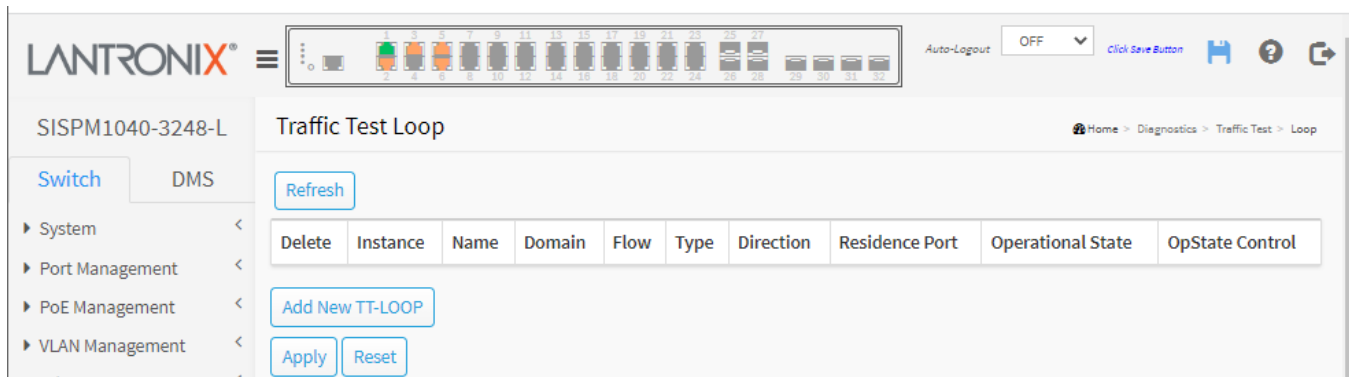 1 3 5 7 9 11 13 15 17 19 21 23 25 27
LANTRONIX®
Auto-Logout OFF Click Save Button
2 4 6 8 10 12 14 16 18 20 22 24 26 28 29 30 31 32
SISPM1040-3248-L
Traffic Test Loop
Home > Diagnostics > Traffic Test > Loop
Switch DMS
Refresh
System
Delete Instance Name Domain Flow Type Direction Residence Port Operational State OpState Control
Port Management
PoE Management
Add New TT-LOOP
VLAN Management
Apply Reset